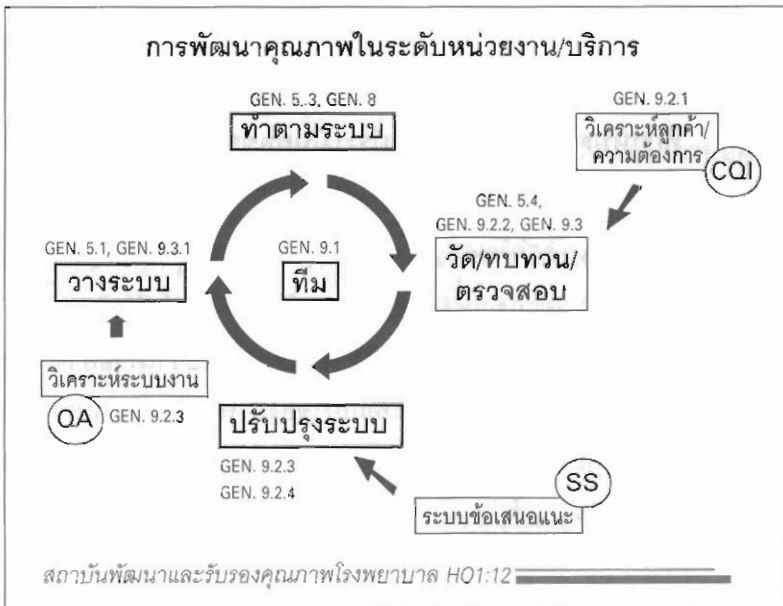 การพัฒนาคุณภาพในระดับหน่วยงาน/บริการ
GEN. 5..3, GEN. 8
ทำตามระบบ
GEN. 9.2.1
วิเคราะห์ลูกค้า/
ความต้องการ
CQI
GEN. 5.4,
GEN. 9.2.2, GEN. 9.3
วัด/ทบทวน/
ตรวจสอบ
GEN. 5.1, GEN. 9.3.1
วางระบบ
GEN. 9.1
ทีม
วิเคราะห์ระบบงาน
QA GEN. 9.2.3
ปรับปรุงระบบ
GEN. 9.2.3
GEN. 9.2.4
SS
ระบบข้อเสนอแนะ
สถาบันพัฒนาและรับรองคุณภาพโรงพยาบาล HO1:12